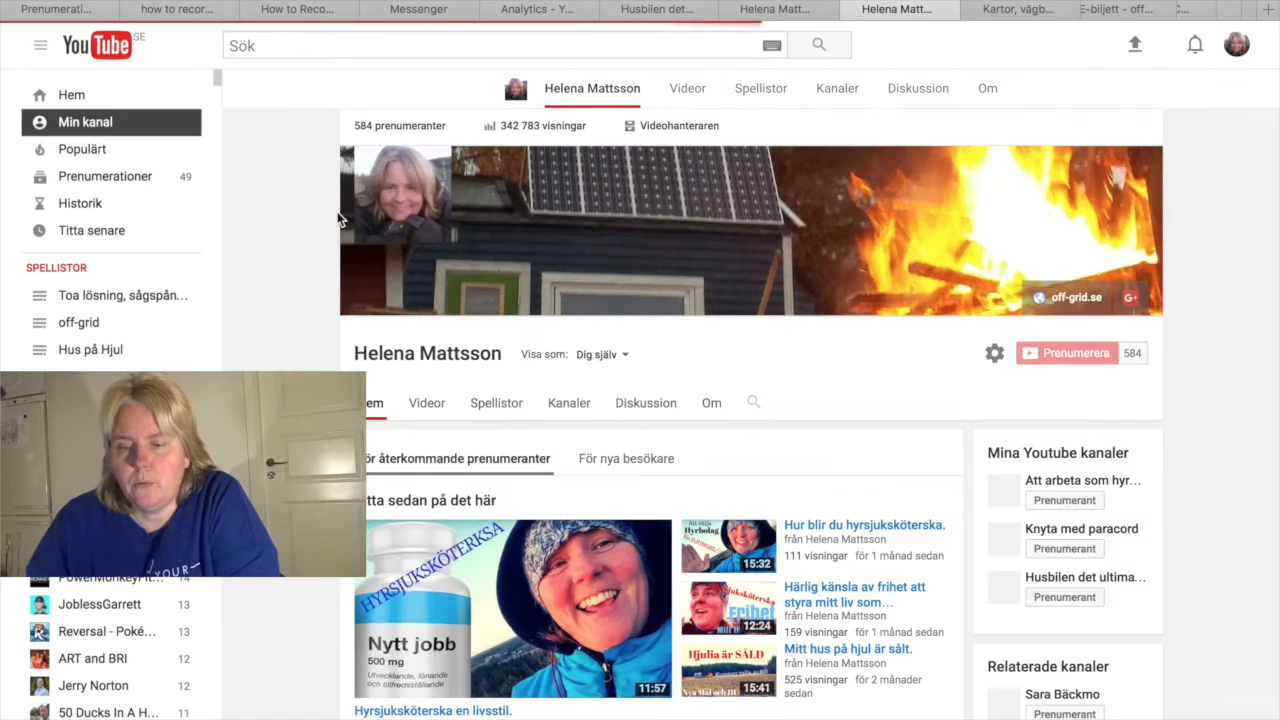 Prenumerati...
how to recor...
How To Reco...
Messenger
Analytics - Y...
Husbilen det...
Helena Matt...
Helena Matt...
Kartor, vägb...
E-biljett - off...
YouTube SE
Sök
Hem
Min kanal
Populärt
Prenumerationer 49
Historik
Titta senare
SPELLISTOR
Toa lösning, sågspån...
off-grid
Hus på Hjul
JoblessGarrett 13
Reversal - Poké... 13
ART and BRI 12
Jerry Norton 12
50 Ducks In A H... 11
Helena Mattsson
Videor
Spellistor
Kanaler
Diskussion
Om
584 prenumeranter
342 783 visningar
Videohanteraren
off-grid.se
G+
Helena Mattsson
Visa som: Dig själv
Prenumerera 584
em
Videor
Spellistor
Kanaler
Diskussion
Om
ör återkommande prenumeranter
För nya besökare
tta sedan på det här
HYRSJUKSKÖTERKSA
Nytt jobb
500 mg
Utvecklande, lönande
och tillfredsställande
11:57
Hyrsjuksköterska en livsstil.
Hyrbolag
15:32
Hur blir du hyrsjuksköterska.
från Helena Mattsson
111 visningar för 1 månad sedan
Frihet
12:24
Härlig känsla av frihet att
styra mitt liv som...
från Helena Mattsson
159 visningar för 1 månad sedan
Hjulia är SÅLD
15:41
Mitt hus på hjul är sålt.
från Helena Mattsson
525 visningar för 2 månader
sedan
Mina Youtube kanaler
Att arbeta som hyr...
Prenumerant
Knyta med paracord
Prenumerant
Husbilen det ultima...
Prenumerant
Relaterade kanaler
Sara Bäckmo
Prenumerant
YOUR